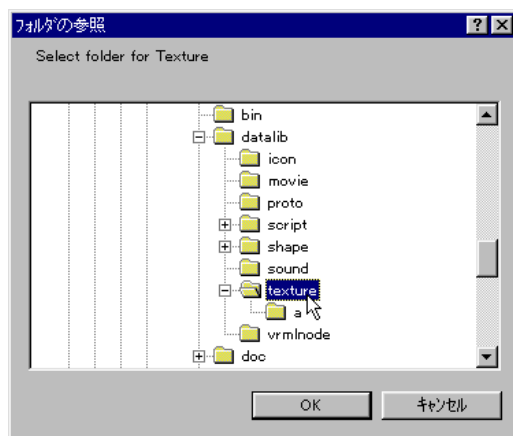 フォルダの参照
Select folder for Texture
bin
datalib
icon
movie
proto
script
shape
sound
texture
a
vrmlnode
doc
OK
キャンセル